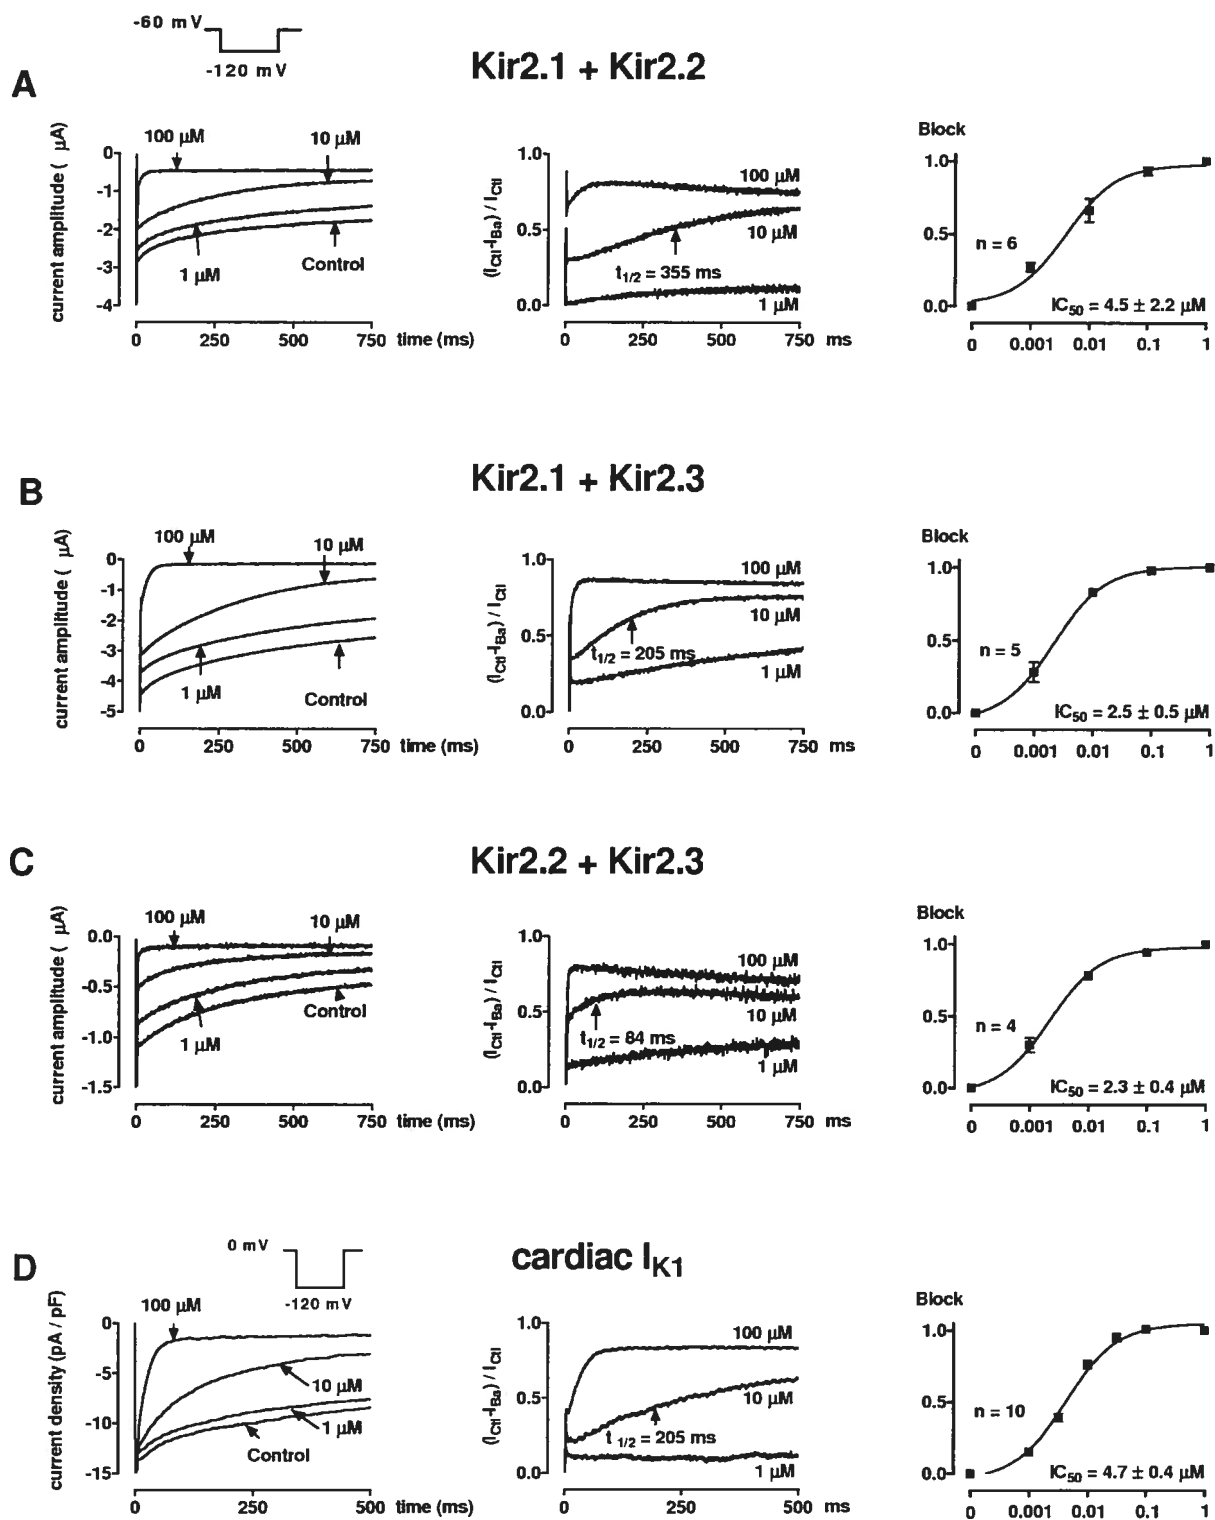 -60 mV
-120 mV
A
Kir2.1 + Kir2.2
current amplitude ( µA)
100 µM
10 µM
0
-1
-2
-3
-4
1 µM
Control
0 250 500 750 time (ms)
(I_Ctl-I_Ba) / I_Ctl
1.0
0.5
0.0
100 µM
10 µM
t1/2 = 355 ms
1 µM
0 250 500 750 ms
Block
1.0
0.5
0.0
n = 6
IC50 = 4.5 ± 2.2 µM
0 0.001 0.01 0.1 1
B
Kir2.1 + Kir2.3
current amplitude ( µA)
100 µM
10 µM
0
-1
-2
-3
-4
-5
1 µM
Control
0 250 500 750 time (ms)
(I_Ctl-I_Ba) / I_Ctl
1.0
0.5
0.0
100 µM
10 µM
t1/2 = 205 ms
1 µM
0 250 500 750 ms
Block
1.0
0.5
0.0
n = 5
IC50 = 2.5 ± 0.5 µM
0 0.001 0.01 0.1 1
C
Kir2.2 + Kir2.3
current amplitude ( µA)
100 µM
10 µM
0.0
-0.5
-1.0
-1.5
Control
1 µM
0 250 500 750 time (ms)
(I_Ctl-I_Ba) / I_Ctl
1.0
0.5
0.0
100 µM
10 µM
t1/2 = 84 ms
1 µM
0 250 500 750 ms
Block
1.0
0.5
0.0
n = 4
IC50 = 2.3 ± 0.4 µM
0 0.001 0.01 0.1 1
D
0 mV
-120 mV
cardiac IK1
current density (pA / pF)
100 µM
0
-5
-10
-15
10 µM
1 µM
Control
0 250 500 time (ms)
(I_Ctl-I_Ba) / I_Ctl
1.0
0.5
0.0
100 µM
10 µM
t 1/2 = 205 ms
1 µM
0 250 500 ms
Block
1.0
0.5
0.0
n = 10
IC50 = 4.7 ± 0.4 µM
0 0.001 0.01 0.1 1